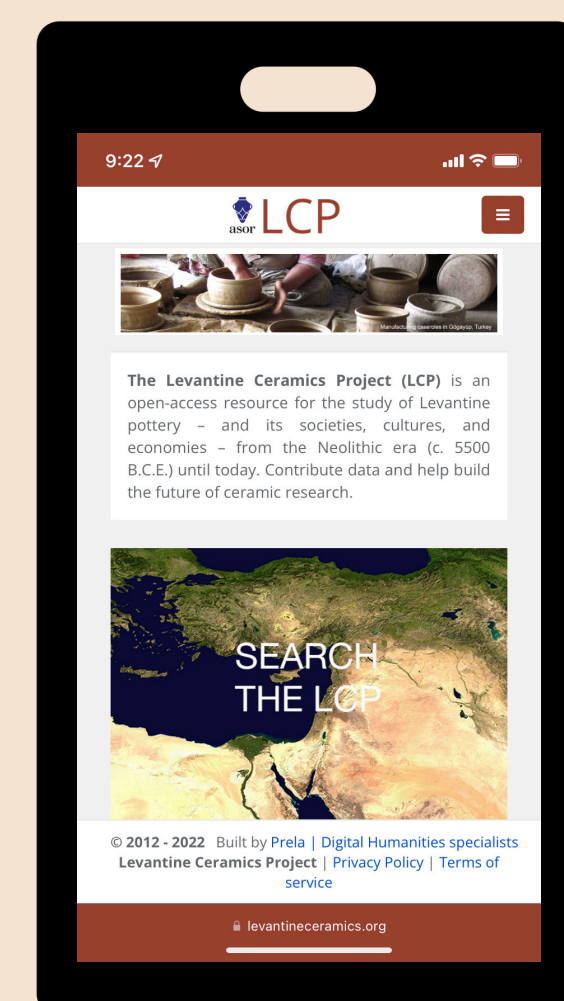 9:22
asor LCP
Manufacturing casseroles in Gögayüp, Turkey
The Levantine Ceramics Project (LCP) is an
open-access resource for the study of Levantine
pottery – and its societies, cultures, and
economies – from the Neolithic era (c. 5500
B.C.E.) until today. Contribute data and help build
the future of ceramic research.
SEARCH
THE LCP
© 2012 - 2022 Built by Prela | Digital Humanities specialists
Levantine Ceramics Project | Privacy Policy | Terms of
service
levantineceramics.org